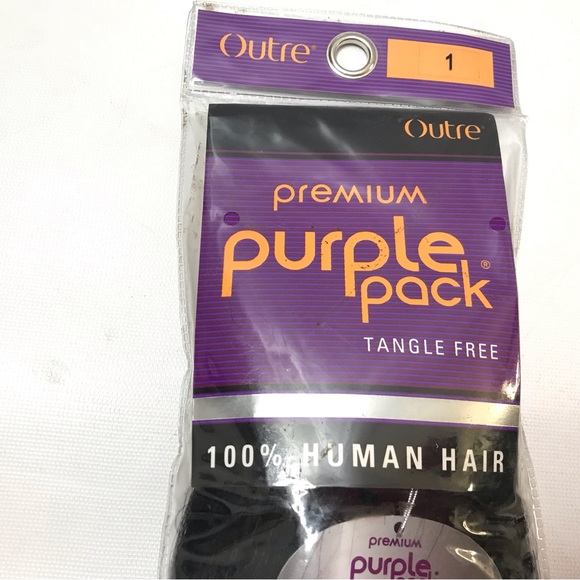 Outre® 1
Outre®
premium
purple®
pack
TANGLE FREE
100% HUMAN HAIR
premium
purple®